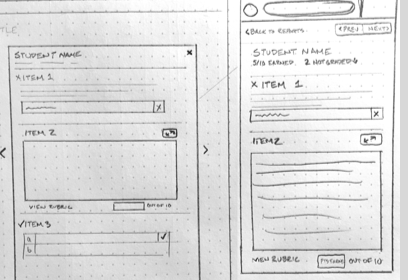 TLE
STUDENT NAME
X
X ITEM 1
X
ITEM 2
VIEW RUBRIC OUT OF 10
✓ITEM 3
a ✓
b
< BACK TO REPORTS
< PREV NEXT >
STUDENT NAME
5/10 EARNED 2 NOT GRADED
X ITEM 1
X
ITEM 2
VIEW RUBRIC OUT OF 10